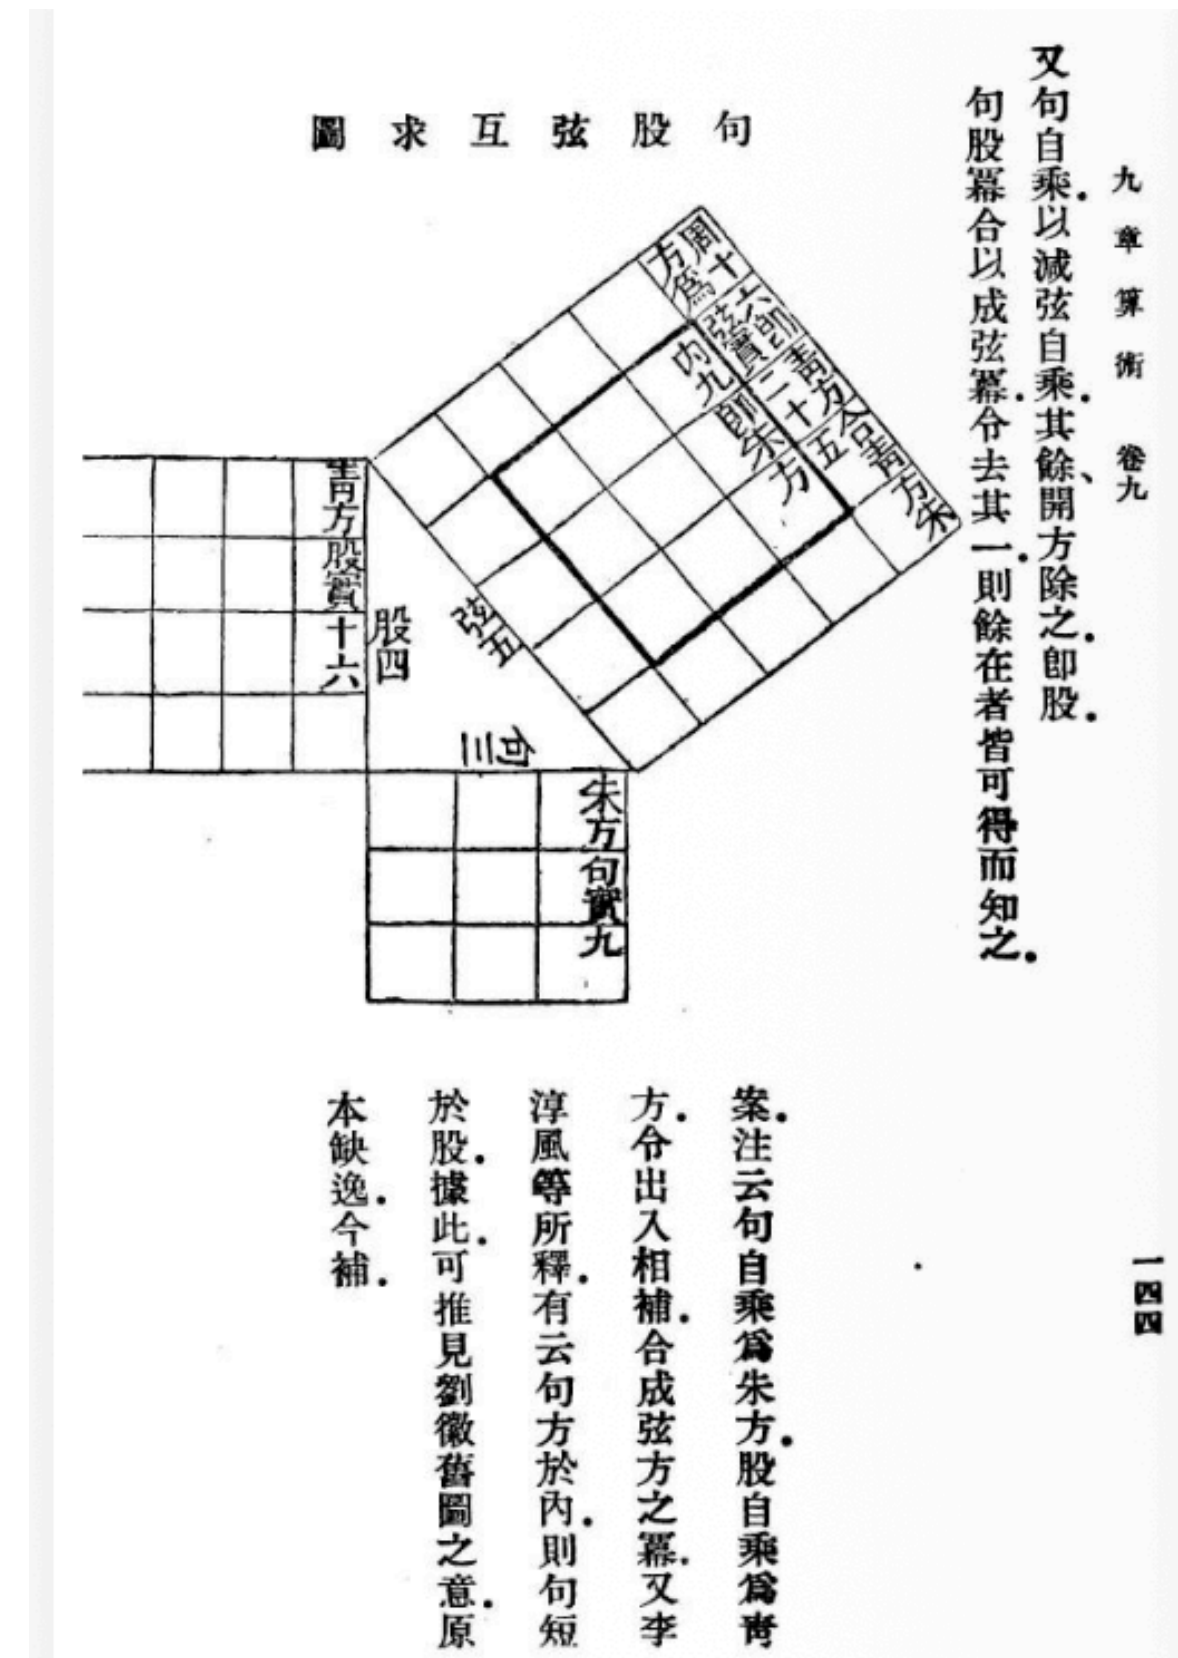 九章算術 卷九
一四四
又句自乘．以減弦自乘．其餘、開方除之．卽股．
句股冪合以成弦冪．令去其一．則餘在者皆可得而知之．
句股弦互求圖
周十六卽青方合青方朱
方爲弦實二十五
內九卽朱方
弦五
股四
句三
青方股實十六
朱方句實九
案．注云句自乘爲朱方．股自乘爲青
方．令出入相補．合成弦方之冪．又李
淳風等所釋．有云句方於內．則句短
於股．據此．可推見劉徽舊圖之意．原
本缺逸．今補．